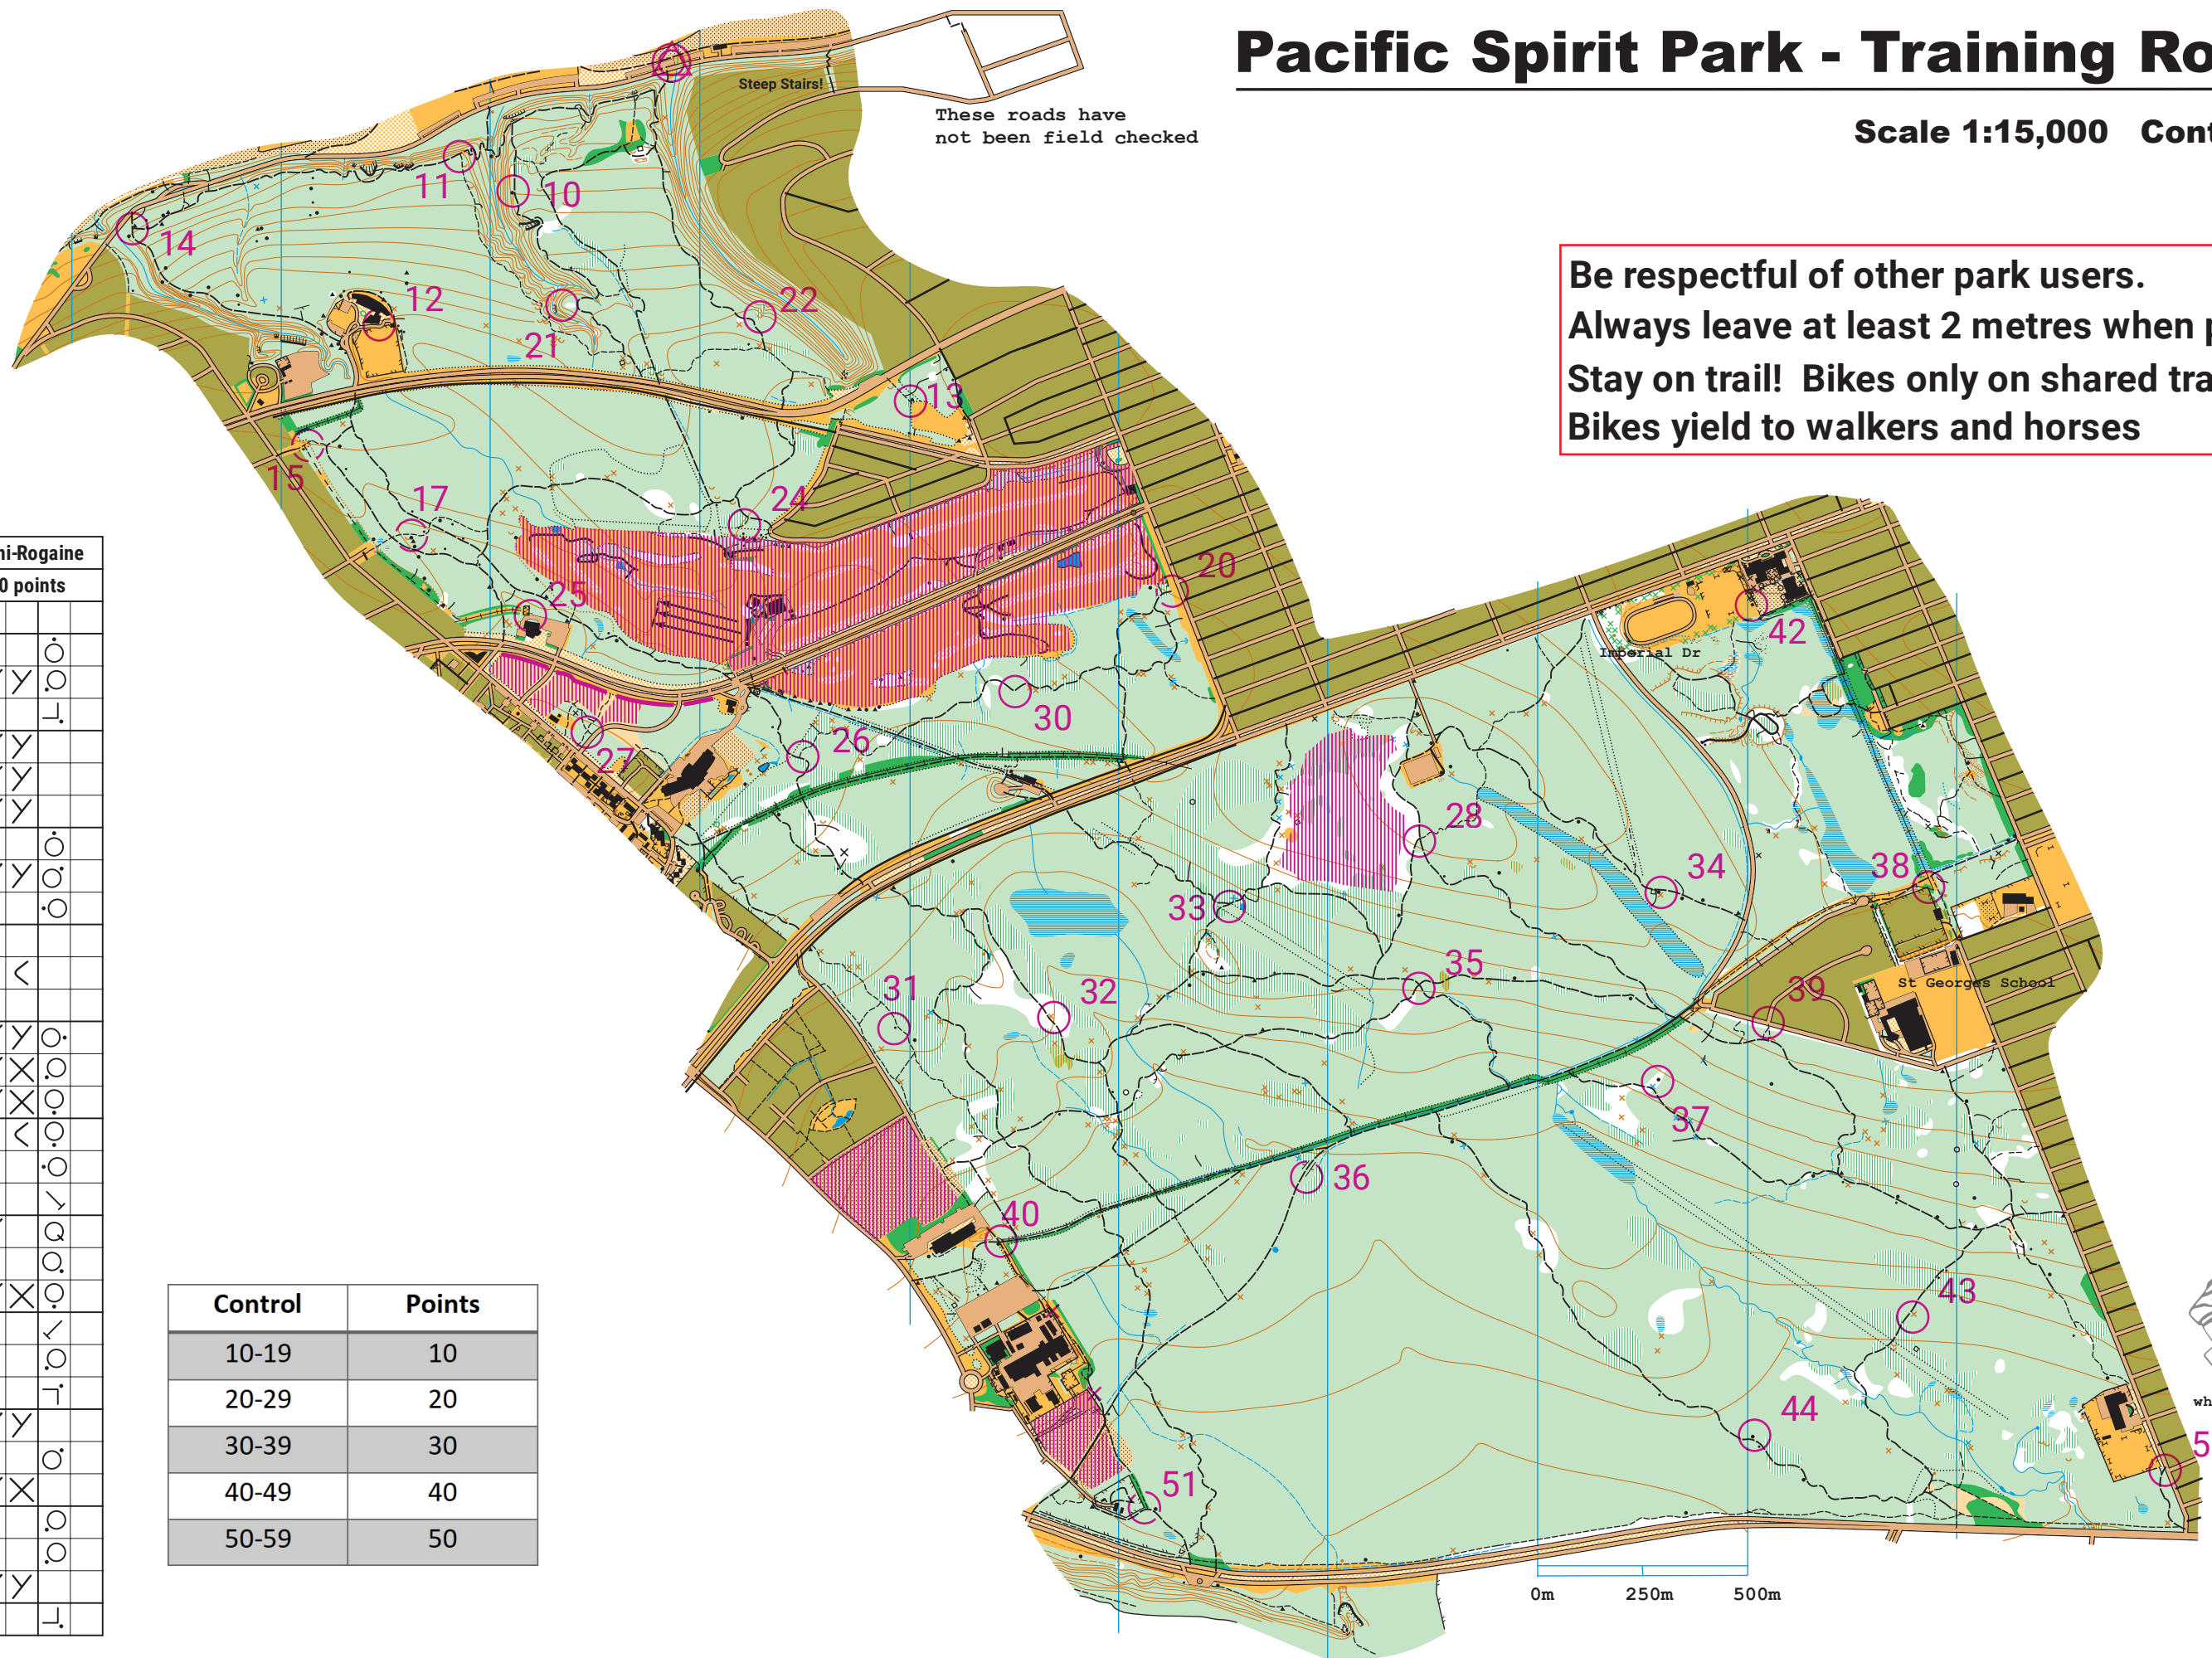 Pacific Spirit Park - Training Ro
Scale 1:15,000 Cont
Steep Stairs!
These roads have
not been field checked
Be respectful of other park users.
Always leave at least 2 metres when p
Stay on trail! Bikes only on shared tra
Bikes yield to walkers and horses
11
10
14
12
22
21
13
15
17
24
20
25
42
Imperial Dr
30
26
27
28
38
34
33
35
31
32
39
St Georges School
37
36
40
43
44
51
5
wh
0m 250m 500m
ni-Rogaine
0 points
Control Points
10-19 10
20-29 20
30-39 30
40-49 40
50-59 50